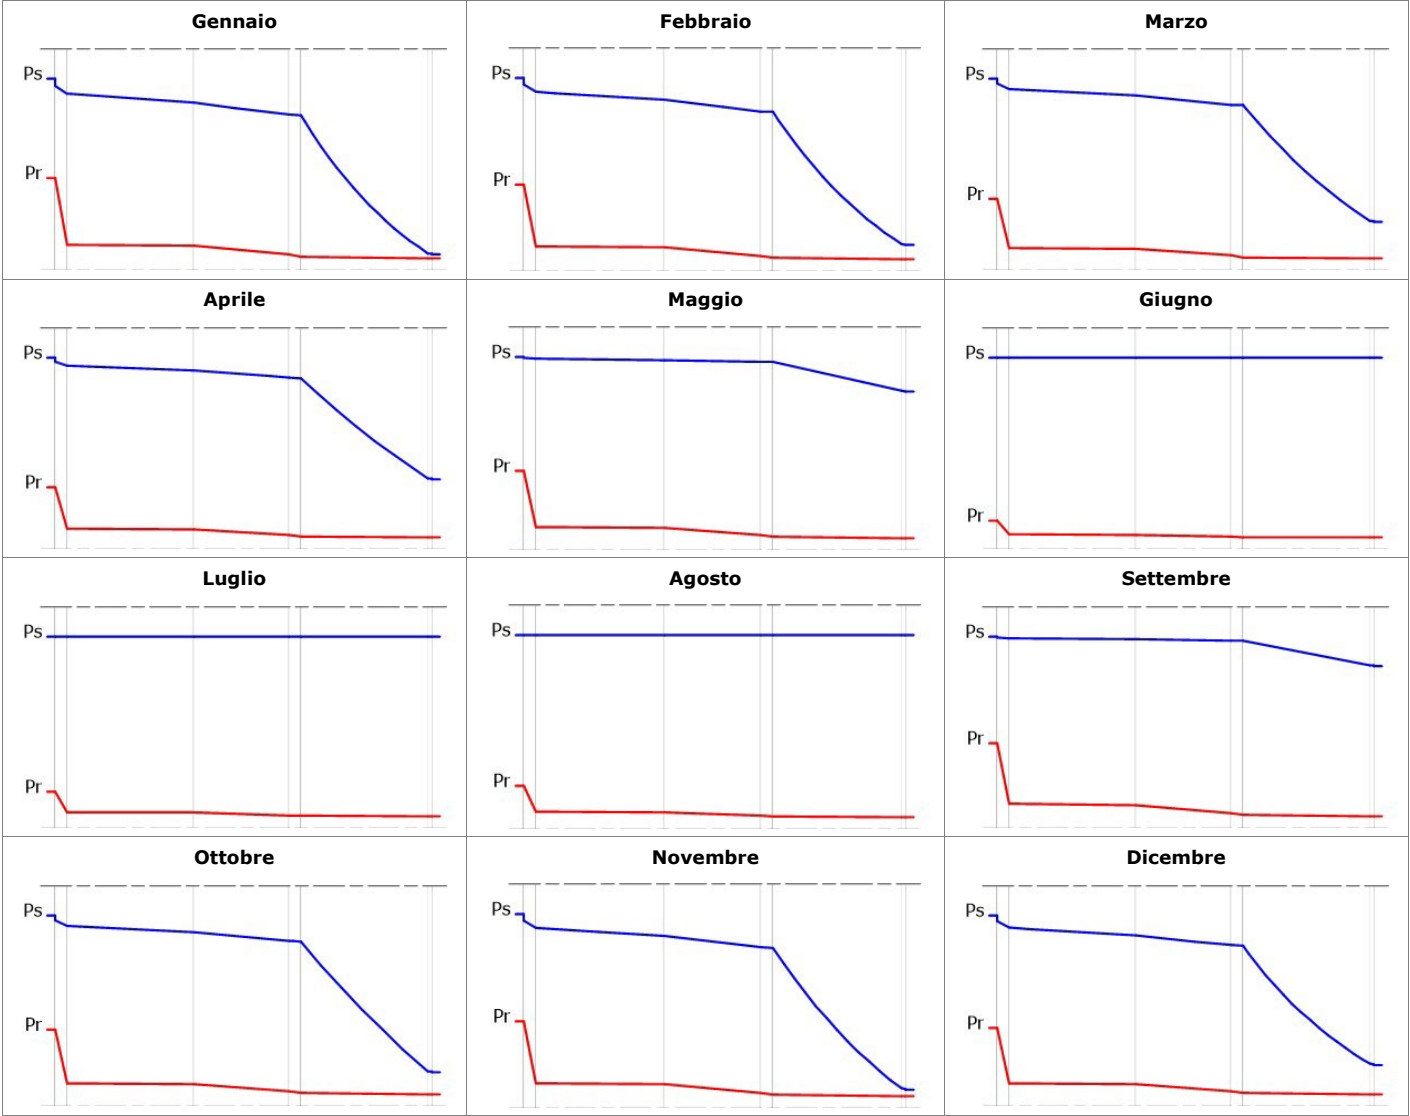 Gennaio Febbraio Marzo
Ps Ps Ps
Pr Pr Pr
Aprile Maggio Giugno
Ps Ps Ps
Pr Pr Pr
Luglio Agosto Settembre
Ps Ps Ps
Pr Pr Pr
Ottobre Novembre Dicembre
Ps Ps Ps
Pr Pr Pr